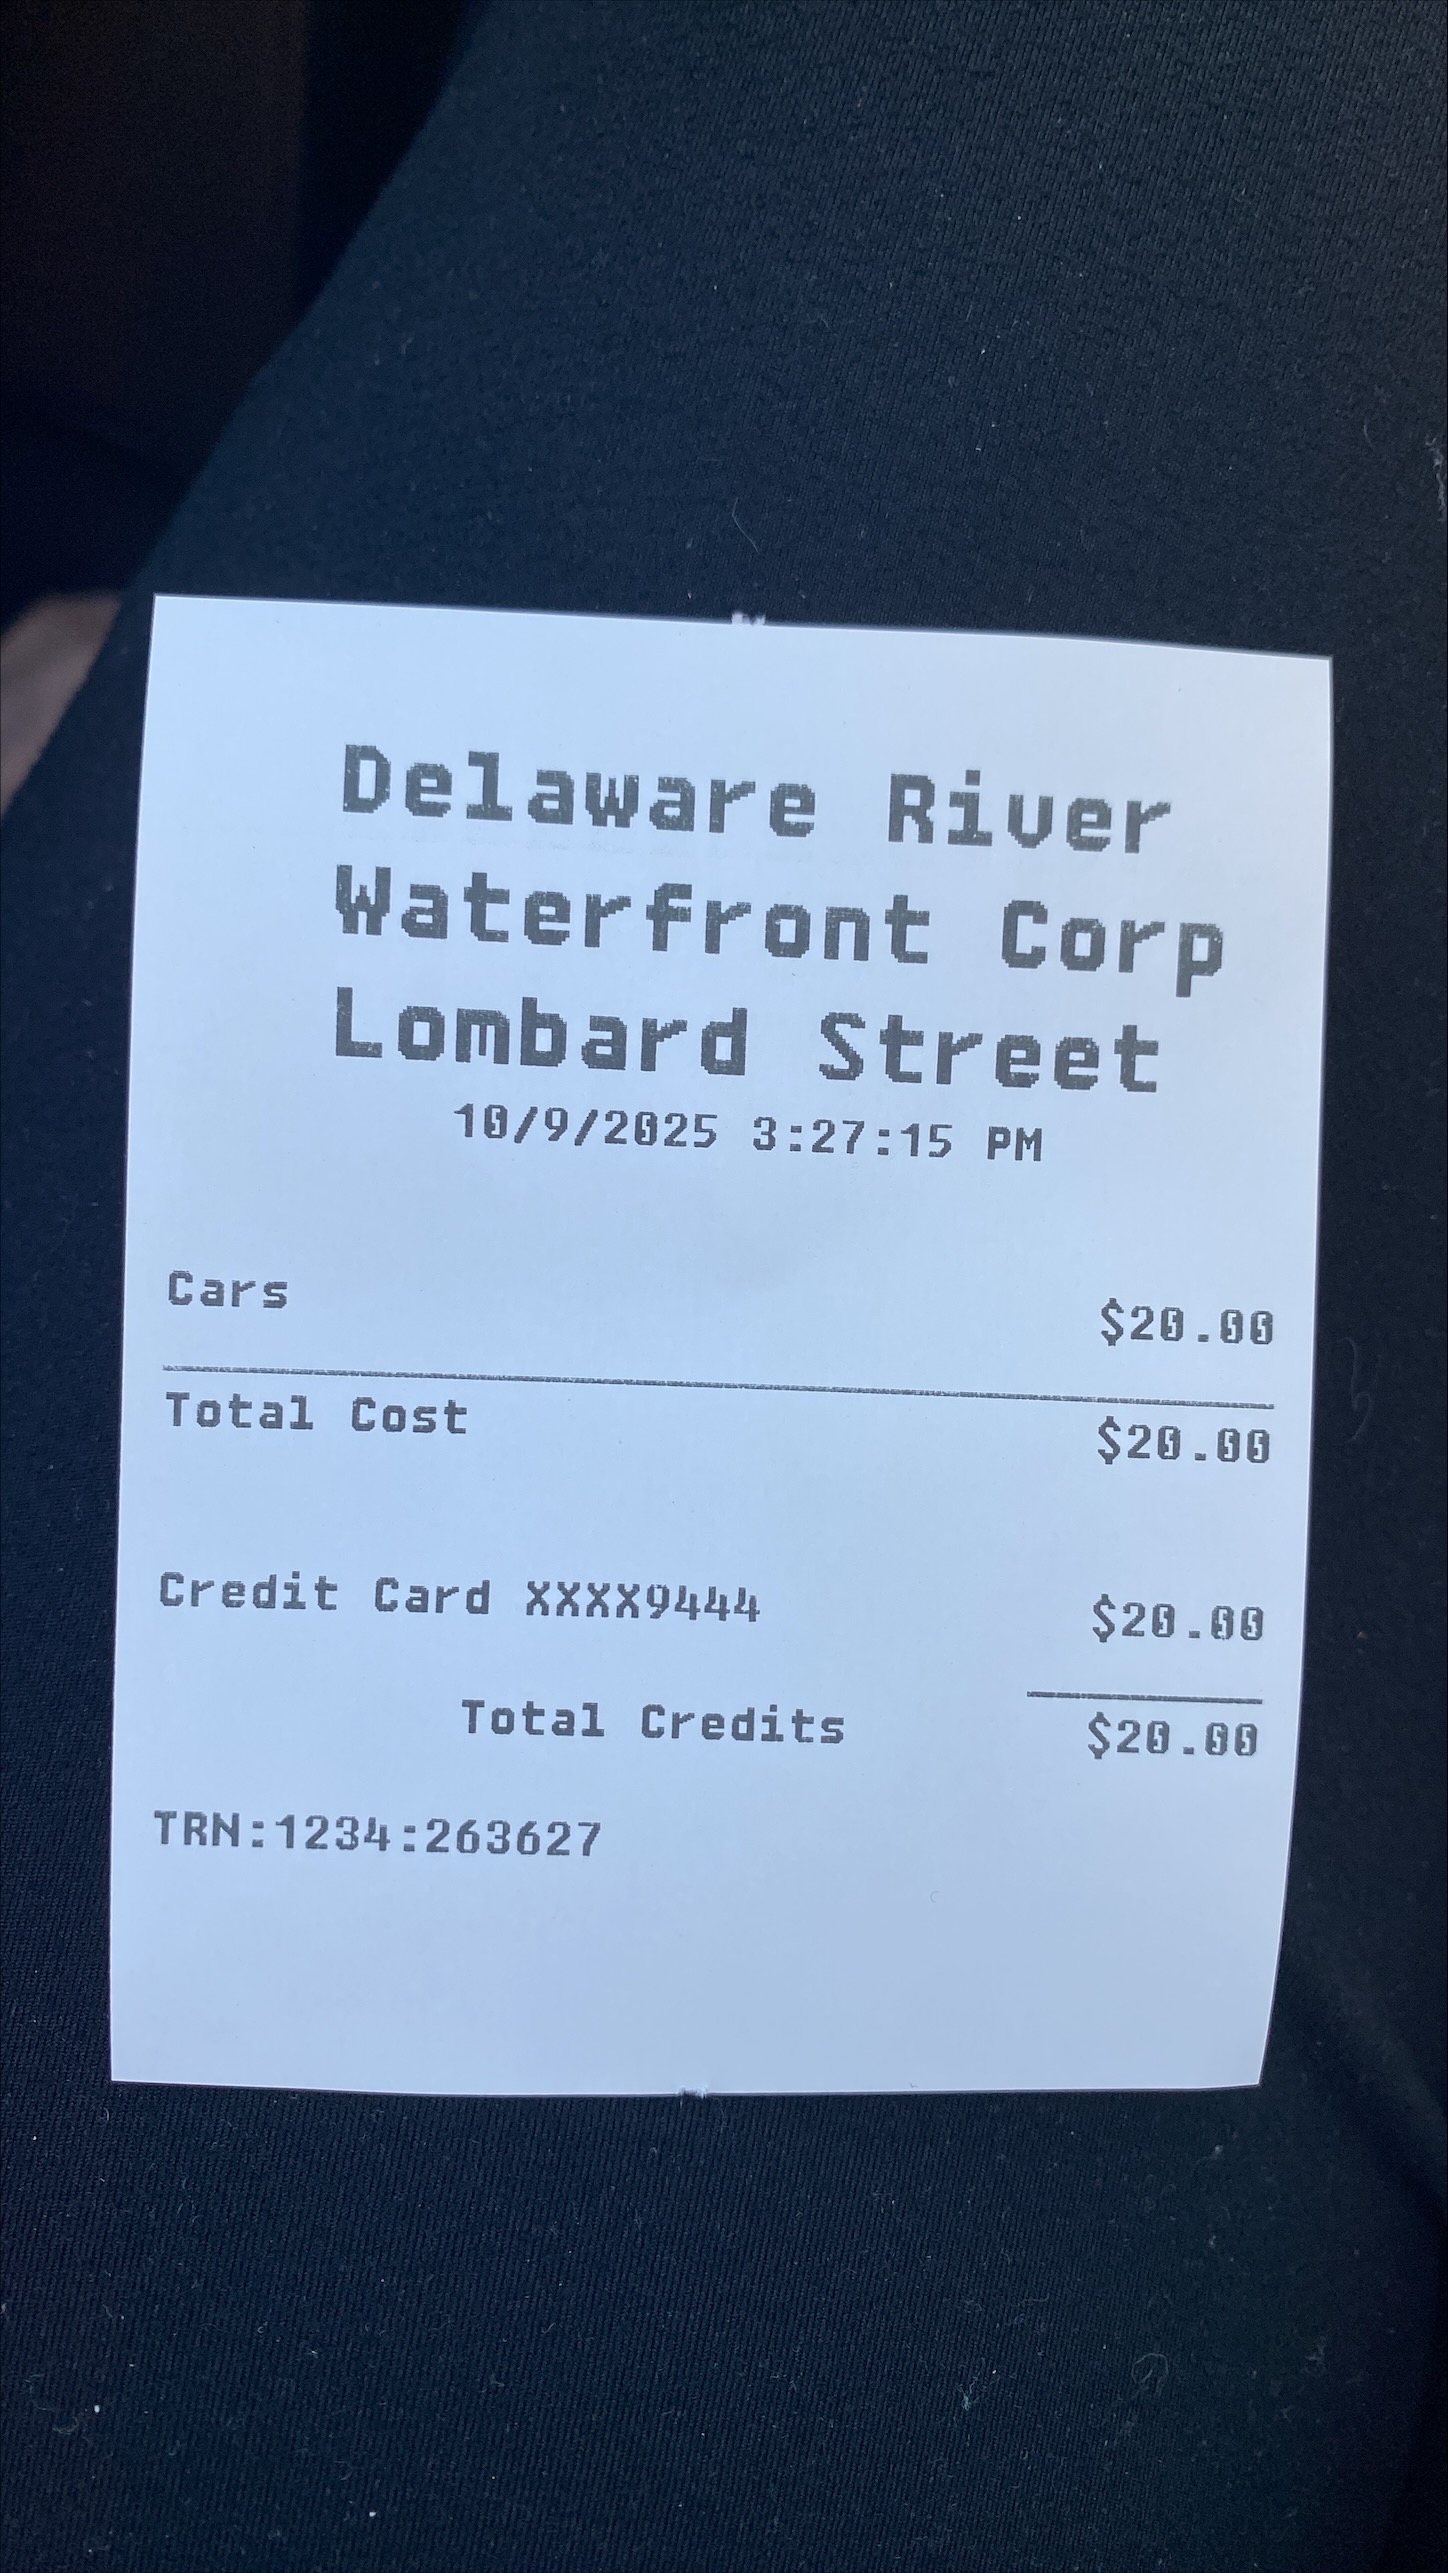 Delaware River
Waterfront Corp
Lombard Street
10/9/2025 3:27:15 PM
Cars $20.00
Total Cost $20.00
Credit Card XXXX9444 $20.00
Total Credits $20.00
TRN:1234:263627